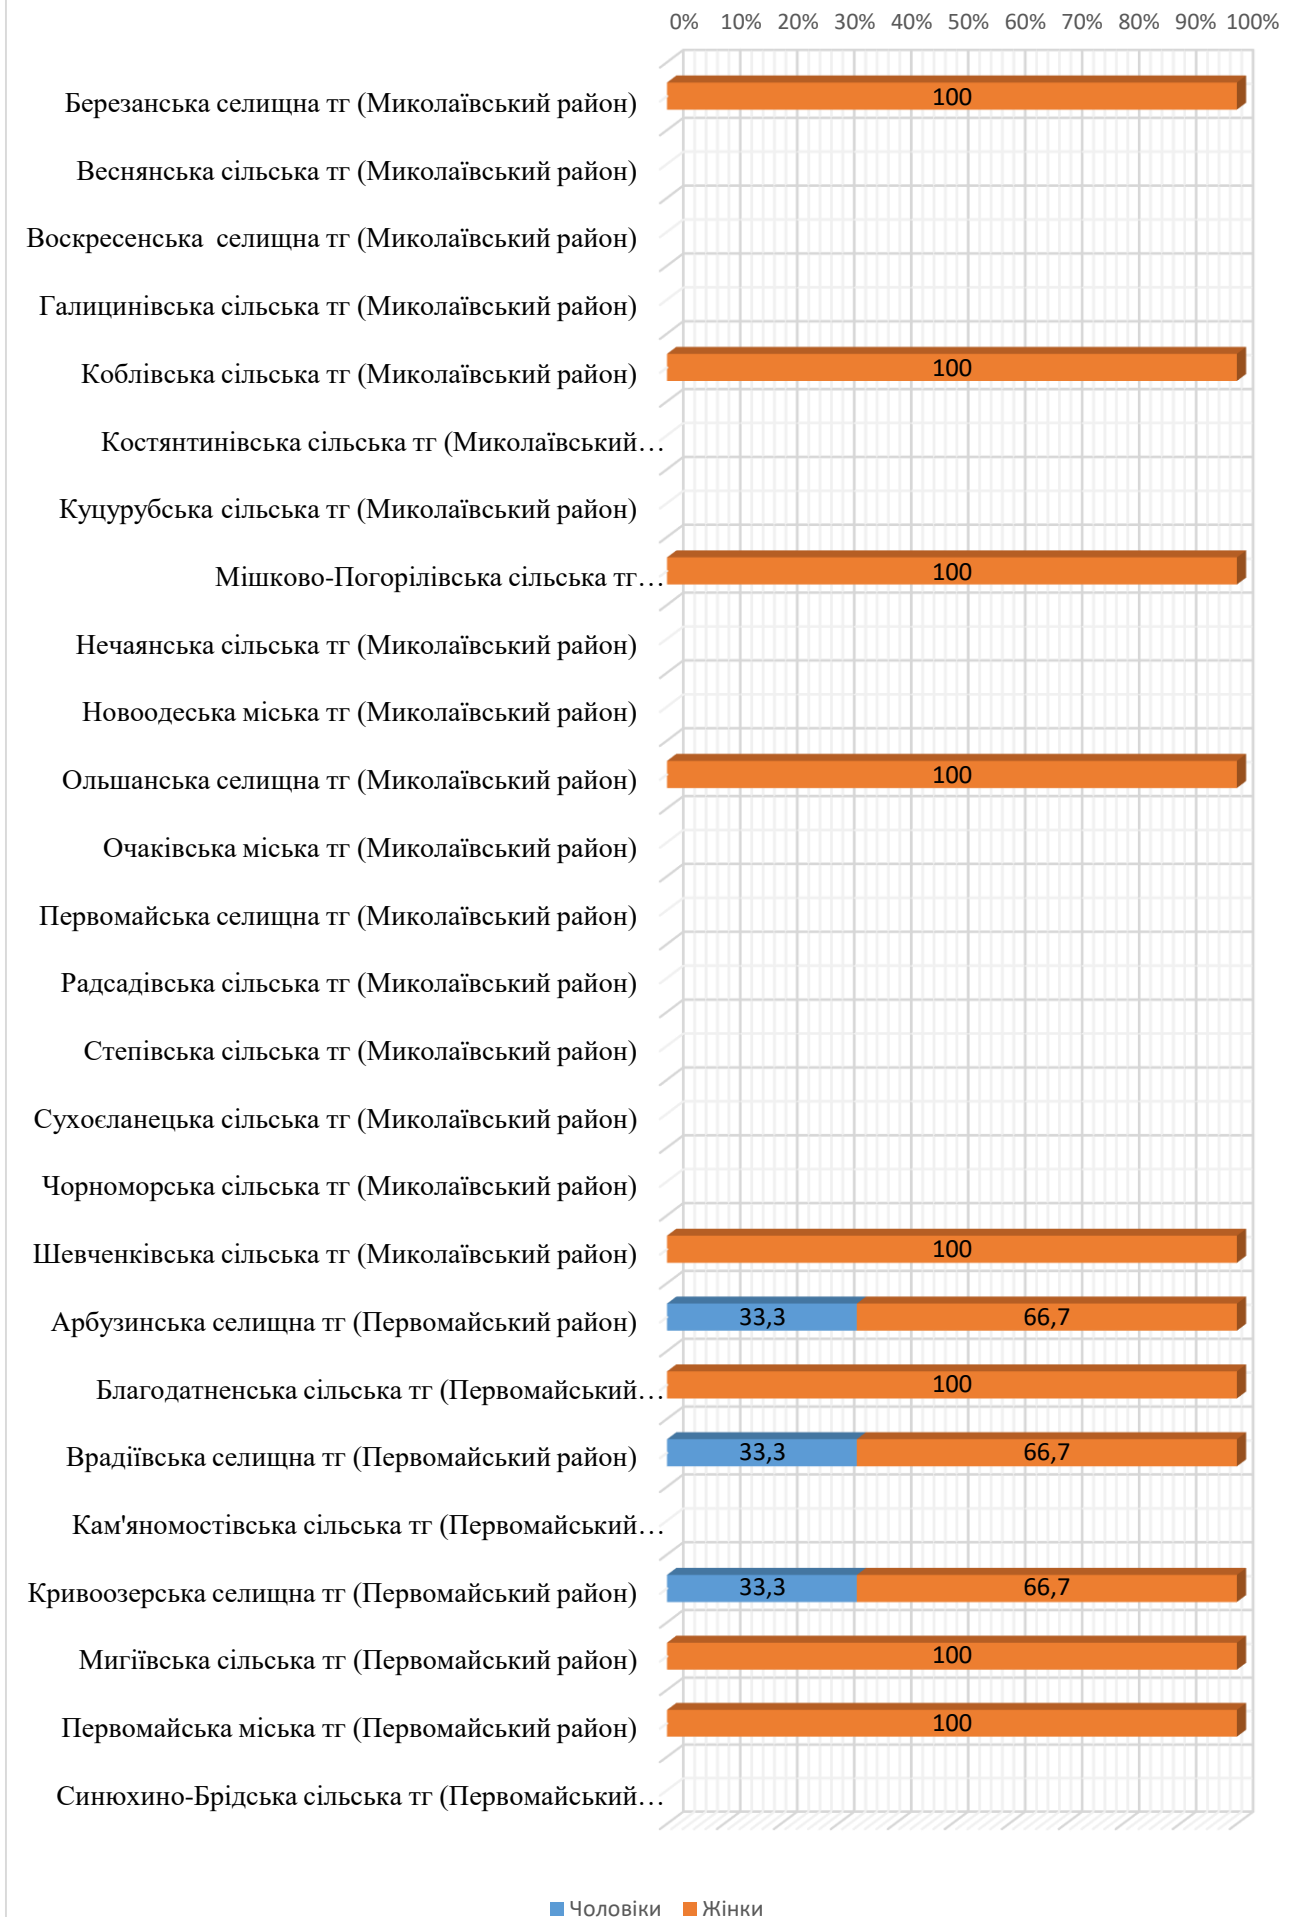 0% 10% 20% 30% 40% 50% 60% 70% 80% 90% 100%
Березанська селищна тг (Миколаївський район) 100
Веснянська сільська тг (Миколаївський район)
Воскресенська селищна тг (Миколаївський район)
Галицинівська сільська тг (Миколаївський район)
Коблівська сільська тг (Миколаївський район) 100
Костянтинівська сільська тг (Миколаївський…
Куцурубська сільська тг (Миколаївський район)
Мішково-Погорілівська сільська тг… 100
Нечаянська сільська тг (Миколаївський район)
Новоодеська міська тг (Миколаївський район)
Ольшанська селищна тг (Миколаївський район) 100
Очаківська міська тг (Миколаївський район)
Первомайська селищна тг (Миколаївський район)
Радсадівська сільська тг (Миколаївський район)
Степівська сільська тг (Миколаївський район)
Сухоєланецька сільська тг (Миколаївський район)
Чорноморська сільська тг (Миколаївський район)
Шевченківська сільська тг (Миколаївський район) 100
Арбузинська селищна тг (Первомайський район) 33,3 66,7
Благодатненська сільська тг (Первомайський… 100
Врадіївська селищна тг (Первомайський район) 33,3 66,7
Кам'яномостівська сільська тг (Первомайський…
Кривоозерська селищна тг (Первомайський район) 33,3 66,7
Мигіївська сільська тг (Первомайський район) 100
Первомайська міська тг (Первомайський район) 100
Синюхино-Брідська сільська тг (Первомайський…
Чоловіки Жінки